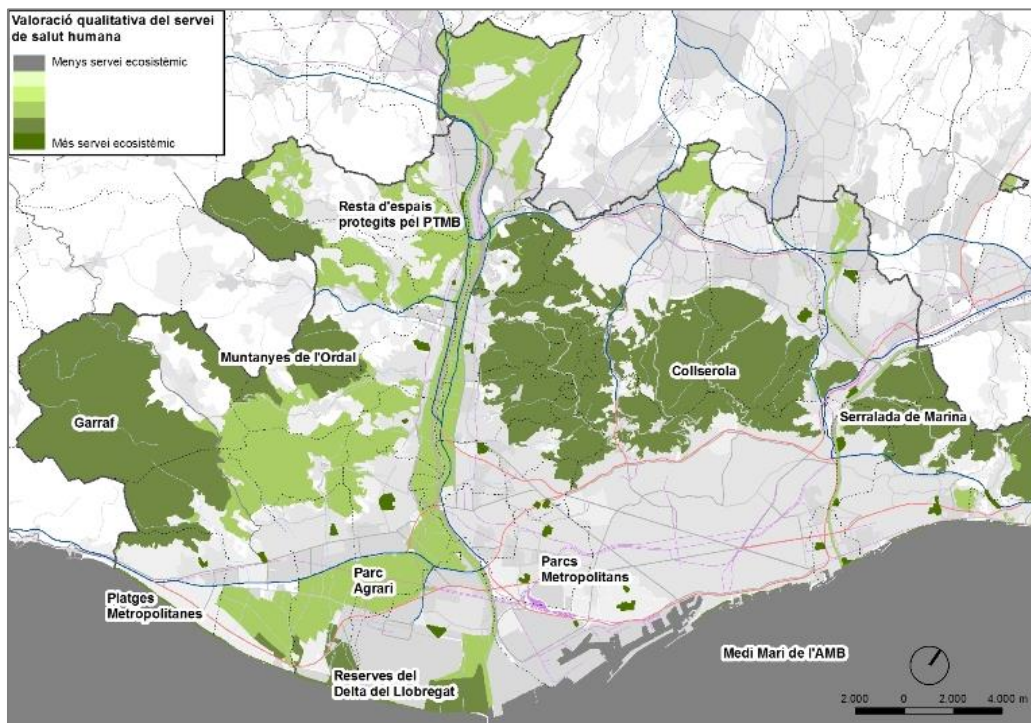 Valoració qualitativa del servei
de salut humana
Menys servei ecosistèmic
Més servei ecosistèmic
Resta d'espais
protegits pel PTMB
Muntanyes de l'Ordal
Garraf
Collserola
Serralada de Marina
Parc
Agrari
Parcs
Metropolitans
Platges
Metropolitanes
Reserves del
Delta del Llobregat
Medi Marí de l'AMB
2.000 0 2.000 4.000 m